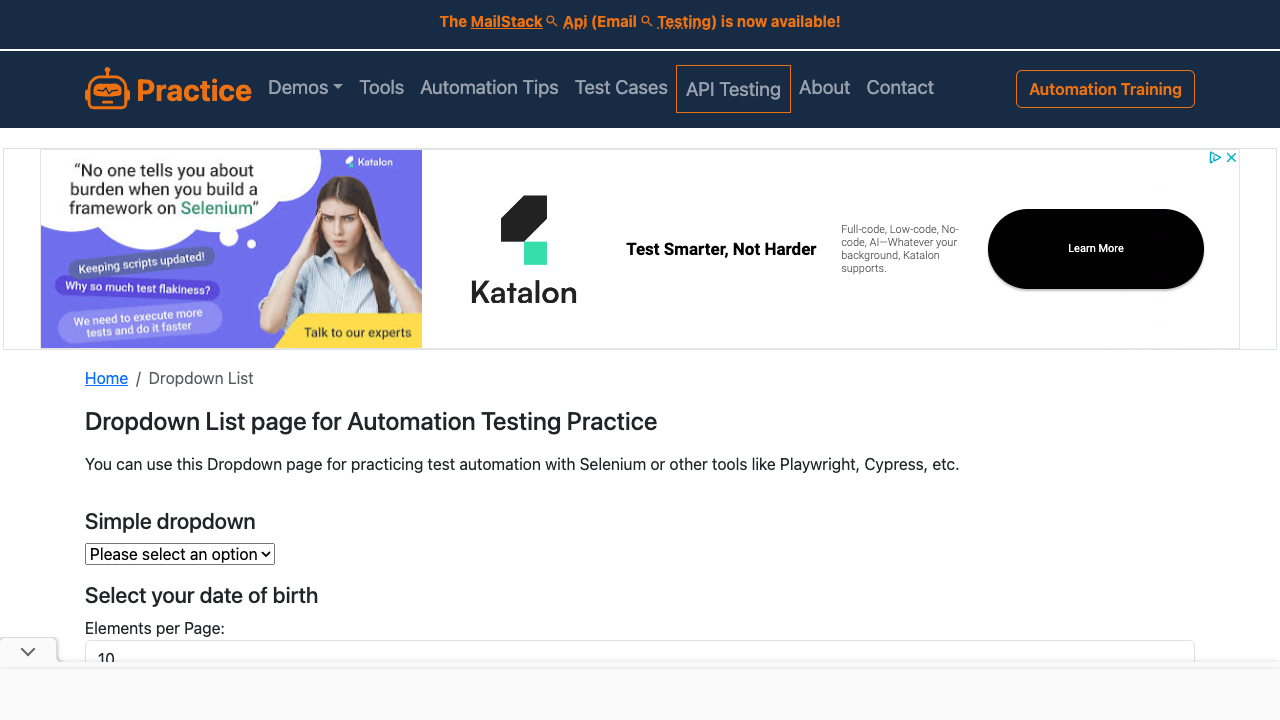 The MailStack Api (Email Testing) is now available!
Practice
Demos
Tools
Automation Tips
Test Cases
API Testing
About
Contact
Automation Training
“No one tells you about
burden when you build a
framework on Selenium”
Katalon
Keeping scripts updated!
Why so much test flakiness?
We need to execute more
tests and do it faster
Talk to our experts
Katalon
Test Smarter, Not Harder
Full-code, Low-code, No-
code, AI—Whatever your
background, Katalon
supports.
Learn More
Home / Dropdown List
Dropdown List page for Automation Testing Practice
You can use this Dropdown page for practicing test automation with Selenium or other tools like Playwright, Cypress, etc.
Simple dropdown
Please select an option
Select your date of birth
Elements per Page:
10